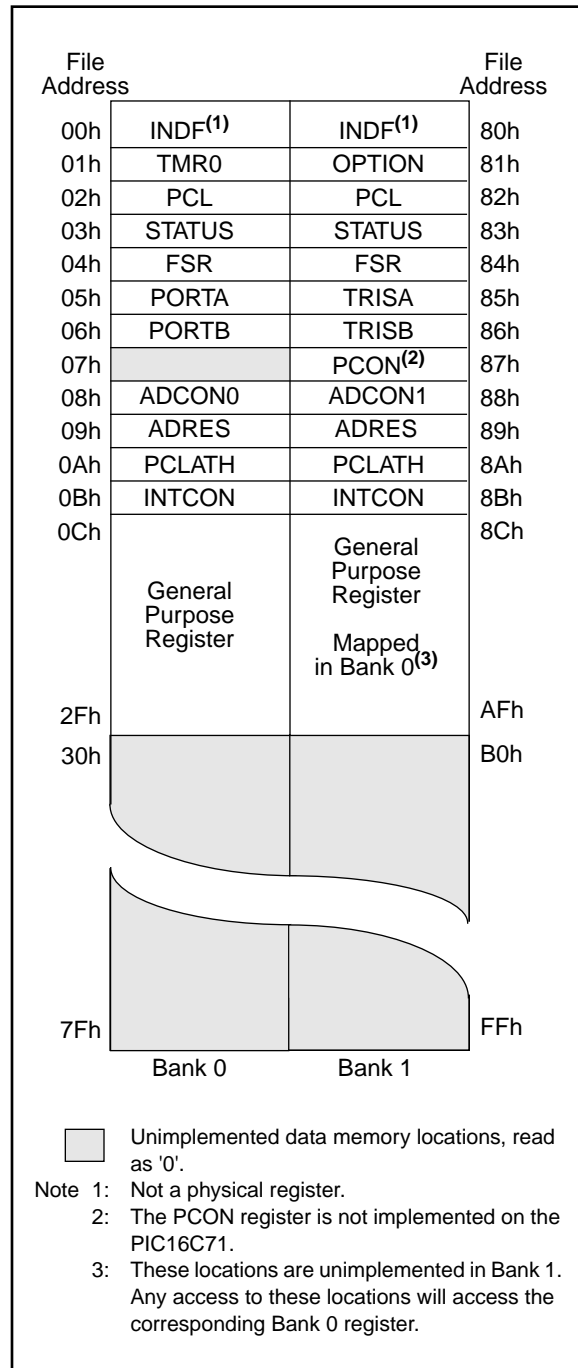 File Address File Address
00h INDF(1) INDF(1) 80h
01h TMR0 OPTION 81h
02h PCL PCL 82h
03h STATUS STATUS 83h
04h FSR FSR 84h
05h PORTA TRISA 85h
06h PORTB TRISB 86h
07h PCON(2) 87h
08h ADCON0 ADCON1 88h
09h ADRES ADRES 89h
0Ah PCLATH PCLATH 8Ah
0Bh INTCON INTCON 8Bh
0Ch 8Ch
General
Purpose
Register
General
Purpose
Register
Mapped
in Bank 0(3)
2Fh AFh
30h B0h
7Fh FFh
Bank 0 Bank 1
Unimplemented data memory locations, read
as '0'.
Note 1: Not a physical register.
2: The PCON register is not implemented on the
PIC16C71.
3: These locations are unimplemented in Bank 1.
Any access to these locations will access the
corresponding Bank 0 register.